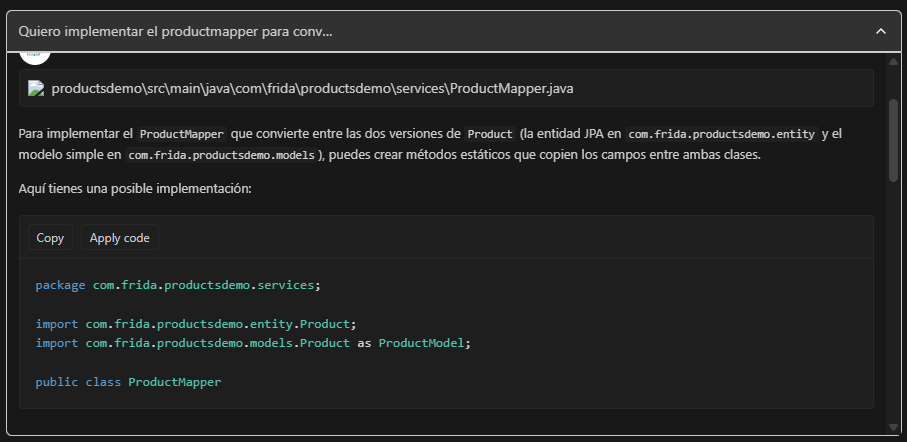 Quiero implementar el productmapper para conv...
productsdemo\src\main\java\com\frida\productsdemo\services\ProductMapper.java
Para implementar el ProductMapper que convierte entre las dos versiones de Product (la entidad JPA en com.frida.productsdemo.entity y el
modelo simple en com.frida.productsdemo.models), puedes crear métodos estáticos que copien los campos entre ambas clases.
Aquí tienes una posible implementación:
Copy Apply code
package com.frida.productsdemo.services;
import com.frida.productsdemo.entity.Product;
import com.frida.productsdemo.models.Product as ProductModel;
public class ProductMapper